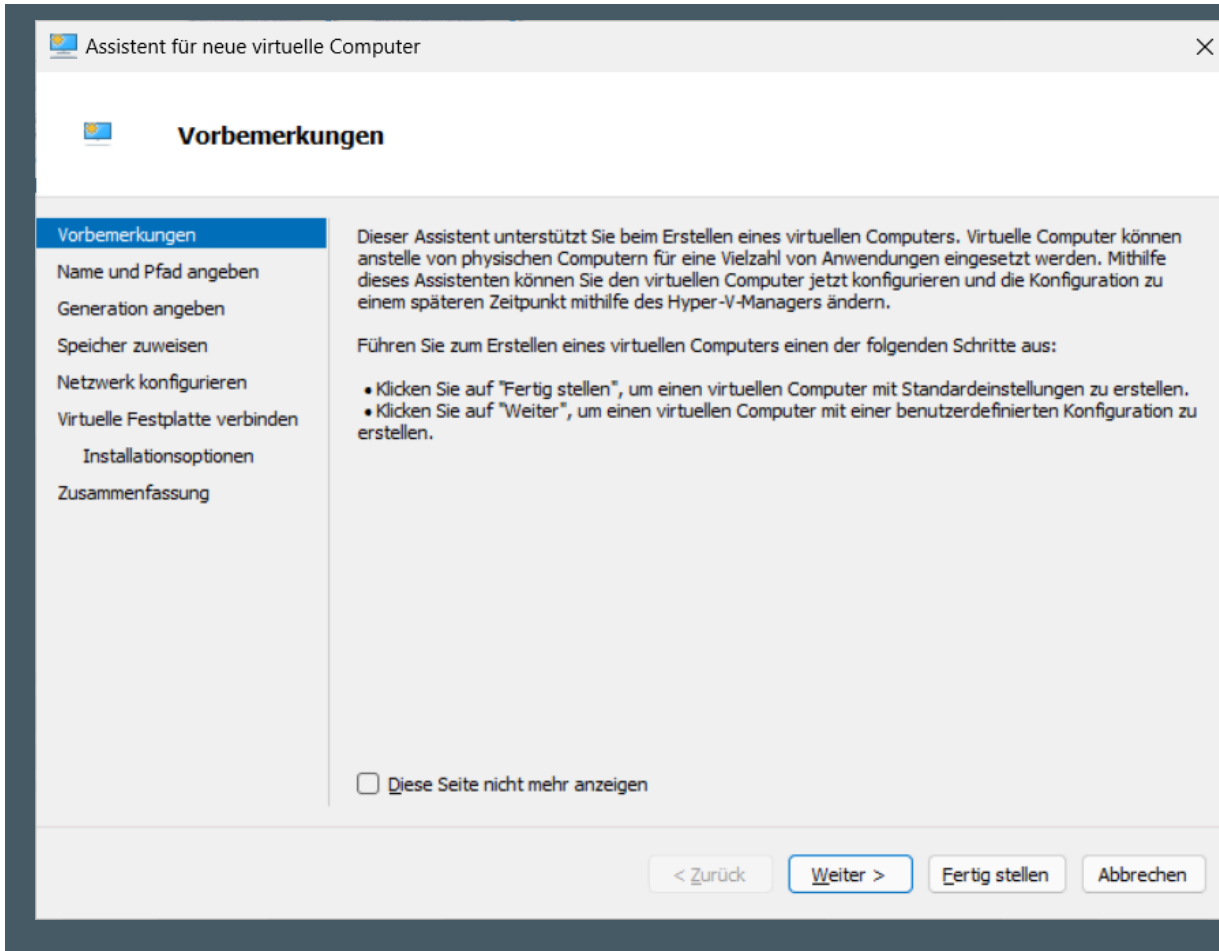 Assistent für neue virtuelle Computer
Vorbemerkungen
Vorbemerkungen
Name und Pfad angeben
Generation angeben
Speicher zuweisen
Netzwerk konfigurieren
Virtuelle Festplatte verbinden
Installationsoptionen
Zusammenfassung
Dieser Assistent unterstützt Sie beim Erstellen eines virtuellen Computers. Virtuelle Computer können
anstelle von physischen Computern für eine Vielzahl von Anwendungen eingesetzt werden. Mithilfe
dieses Assistenten können Sie den virtuellen Computer jetzt konfigurieren und die Konfiguration zu
einem späteren Zeitpunkt mithilfe des Hyper-V-Managers ändern.
Führen Sie zum Erstellen eines virtuellen Computers einen der folgenden Schritte aus:
• Klicken Sie auf "Fertig stellen", um einen virtuellen Computer mit Standardeinstellungen zu erstellen.
• Klicken Sie auf "Weiter", um einen virtuellen Computer mit einer benutzerdefinierten Konfiguration zu
erstellen.
Diese Seite nicht mehr anzeigen
< Zurück
Weiter >
Fertig stellen
Abbrechen